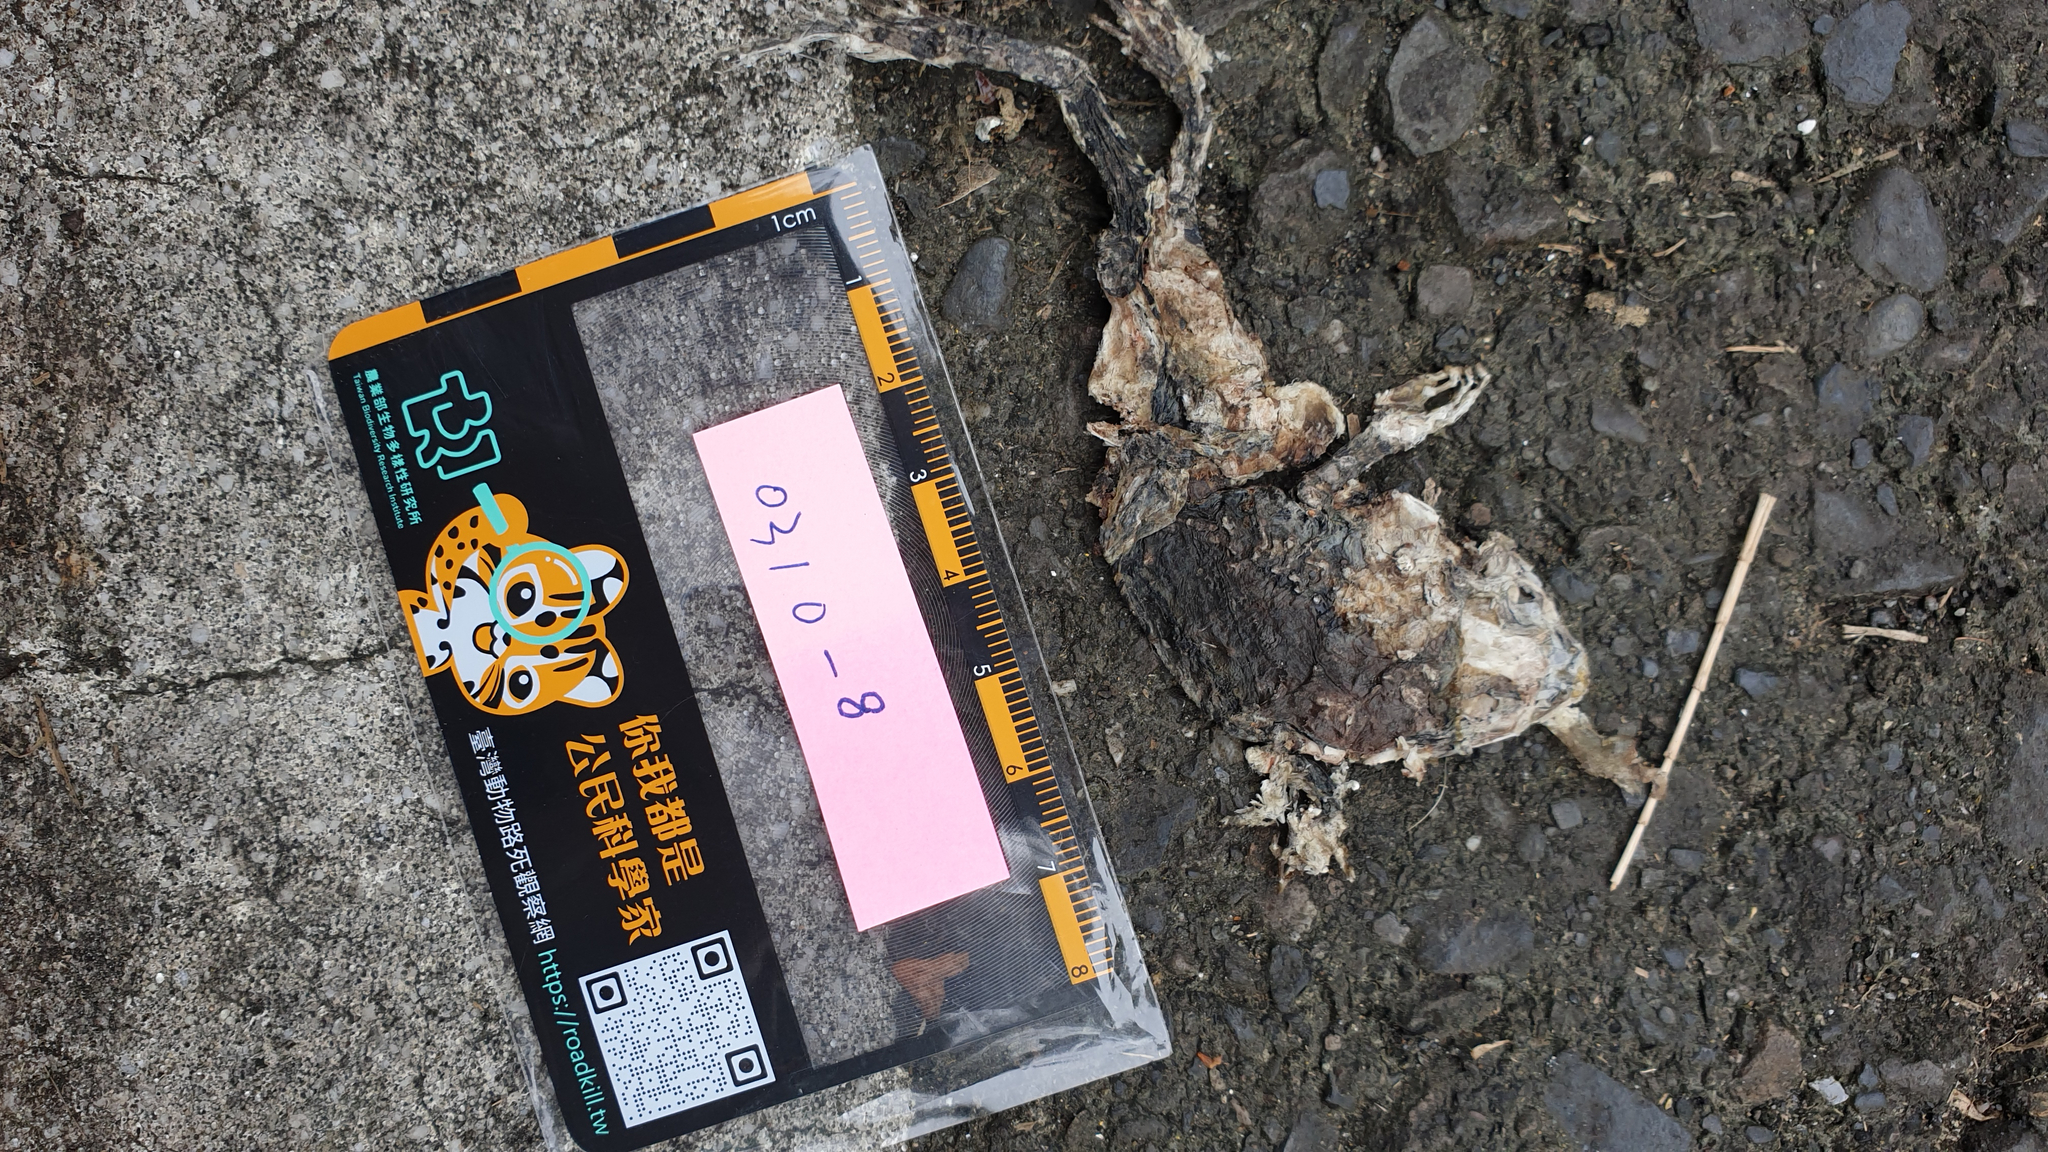 1cm
1
2
3
4
5
6
7
8
0310-8
TBRI
農業部生物多樣性研究所
Taiwan Biodiversity Research Institute
你我都是
公民科學家
臺灣動物路死觀察網 https://roadkill.tw